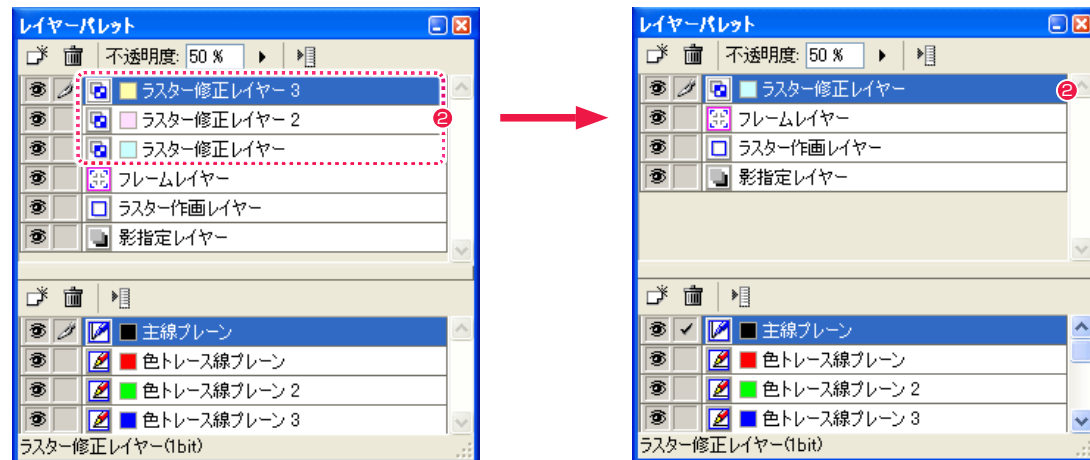 レイヤーパレット
不透明度: 50 %
ラスター修正レイヤー 3
ラスター修正レイヤー 2
ラスター修正レイヤー
フレームレイヤー
ラスター作画レイヤー
影指定レイヤー
2
主線プレーン
色トレース線プレーン
色トレース線プレーン 2
色トレース線プレーン 3
ラスター修正レイヤー(1bit)
レイヤーパレット
不透明度: 50 %
ラスター修正レイヤー
2
フレームレイヤー
ラスター作画レイヤー
影指定レイヤー
主線プレーン
色トレース線プレーン
色トレース線プレーン 2
色トレース線プレーン 3
ラスター修正レイヤー(1bit)